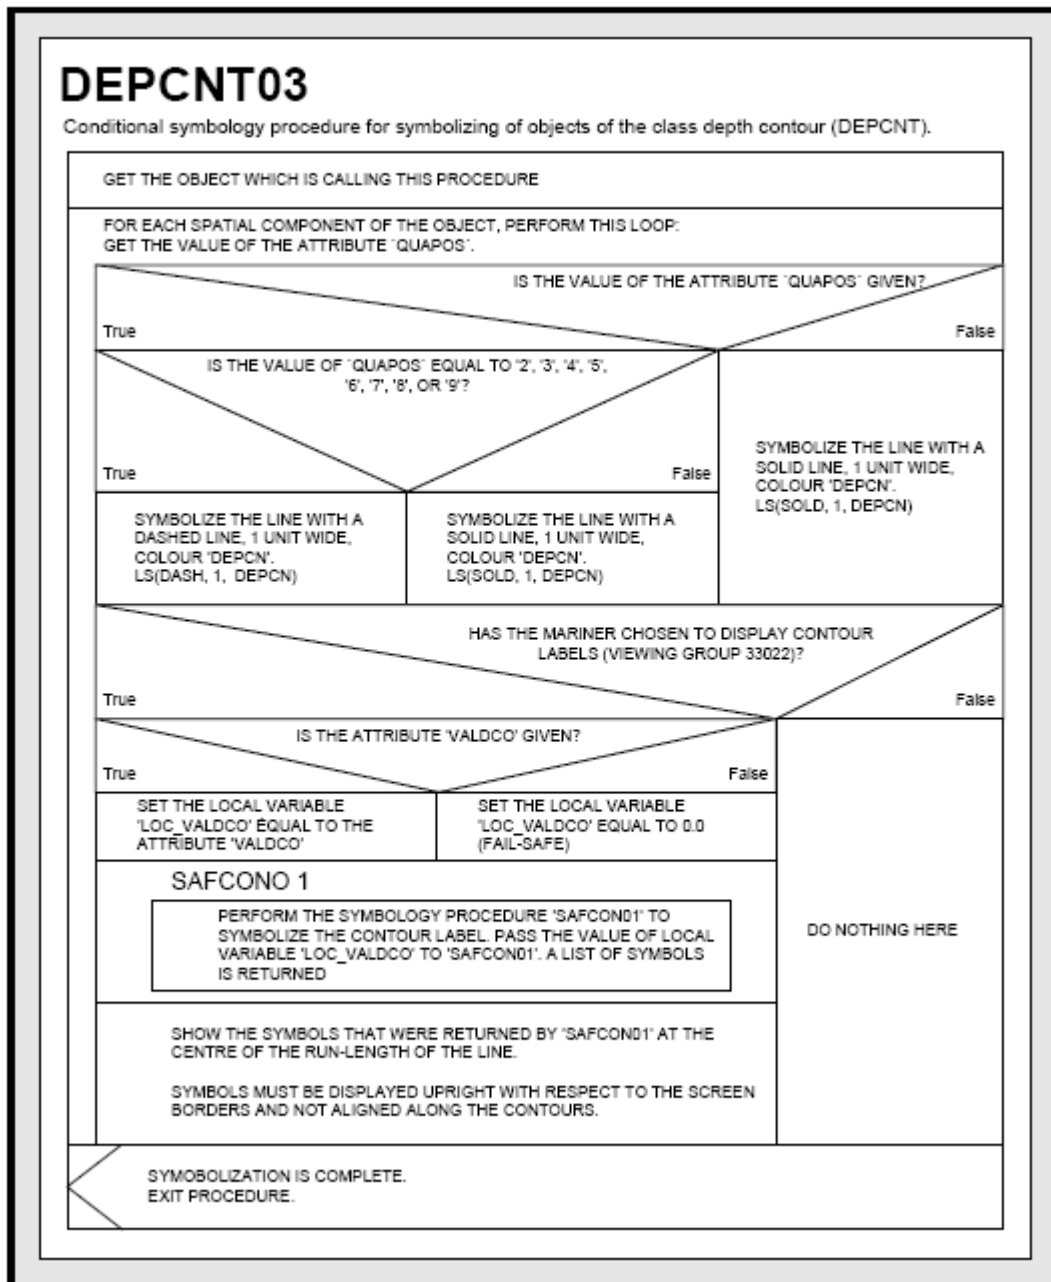 DEPCNT03
Conditional symbology procedure for symbolizing of objects of the class depth contour (DEPCNT).
GET THE OBJECT WHICH IS CALLING THIS PROCEDURE
FOR EACH SPATIAL COMPONENT OF THE OBJECT, PERFORM THIS LOOP:
GET THE VALUE OF THE ATTRIBUTE ¨QUAPOS¨.
IS THE VALUE OF THE ATTRIBUTE ¨QUAPOS¨ GIVEN?
True
False
IS THE VALUE OF ¨QUAPOS¨ EQUAL TO '2', '3', '4', '5',
'6', '7', '8', OR '9'?
True
False
SYMBOLIZE THE LINE WITH A
DASHED LINE, 1 UNIT WIDE,
COLOUR 'DEPCN'.
LS(DASH, 1, DEPCN)
SYMBOLIZE THE LINE WITH A
SOLID LINE, 1 UNIT WIDE,
COLOUR 'DEPCN'.
LS(SOLD, 1, DEPCN)
SYMBOLIZE THE LINE WITH A
SOLID LINE, 1 UNIT WIDE,
COLOUR 'DEPCN'.
LS(SOLD, 1, DEPCN)
HAS THE MARINER CHOSEN TO DISPLAY CONTOUR
LABELS (VIEWING GROUP 33022)?
True
False
IS THE ATTRIBUTE 'VALDCO' GIVEN?
True
False
SET THE LOCAL VARIABLE
'LOC_VALDCO' EQUAL TO THE
ATTRIBUTE 'VALDCO'
SET THE LOCAL VARIABLE
'LOC_VALDCO' EQUAL TO 0.0
(FAIL-SAFE)
SAFCONO 1
PERFORM THE SYMBOLOGY PROCEDURE 'SAFCON01' TO
SYMBOLIZE THE CONTOUR LABEL. PASS THE VALUE OF LOCAL
VARIABLE 'LOC_VALDCO' TO 'SAFCON01'. A LIST OF SYMBOLS
IS RETURNED
DO NOTHING HERE
SHOW THE SYMBOLS THAT WERE RETURNED BY 'SAFCON01' AT THE
CENTRE OF THE RUN-LENGTH OF THE LINE.
SYMBOLS MUST BE DISPLAYED UPRIGHT WITH RESPECT TO THE SCREEN
BORDERS AND NOT ALIGNED ALONG THE CONTOURS.
SYMOBOLIZATION IS COMPLETE.
EXIT PROCEDURE.